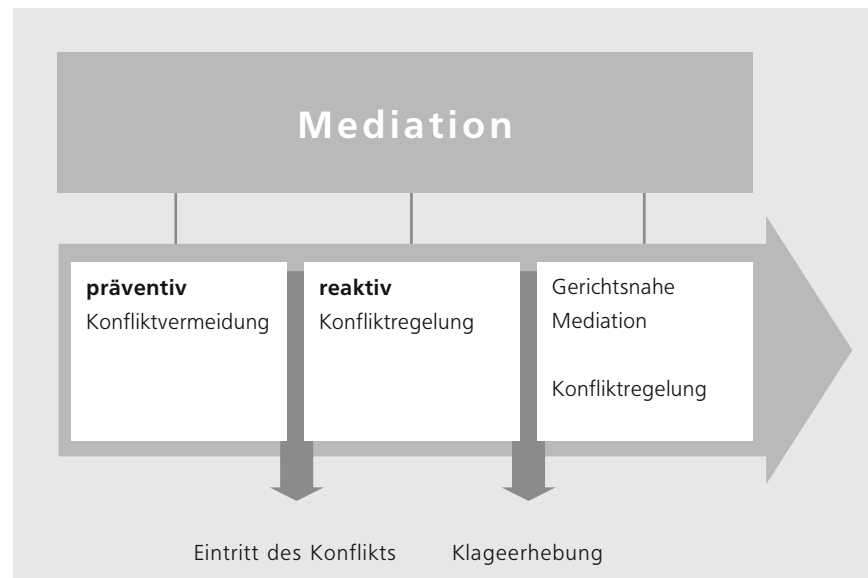 Mediation
präventiv
Konfliktvermeidung
reaktiv
Konfliktregelung
Gerichtsnahe
Mediation
Konfliktregelung
Eintritt des Konflikts
Klageerhebung